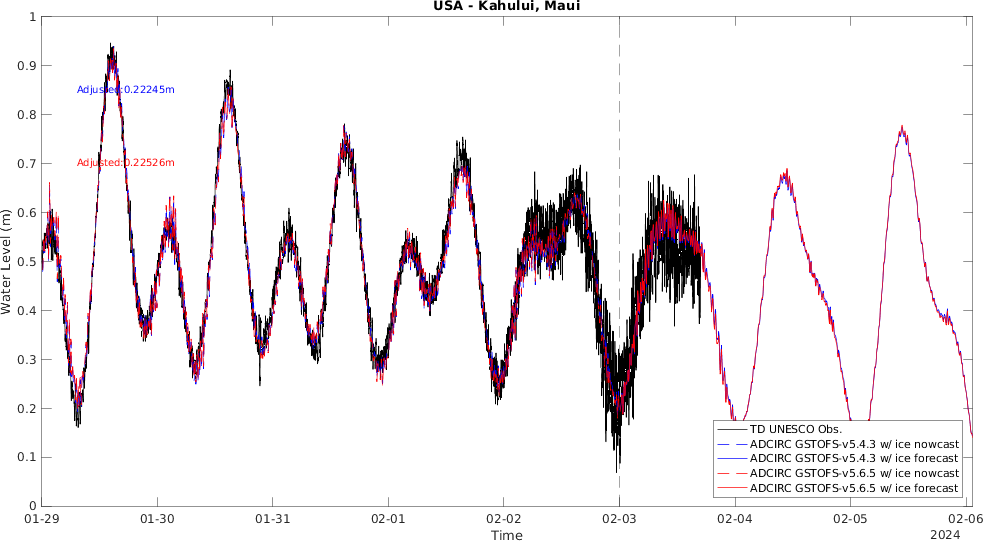 USA - Kahului, Maui
1
0.9
0.8
0.7
0.6
0.5
0.4
0.3
0.2
0.1
0
Water Level (m)
Adjusted:0.22245m
Adjusted:0.22526m
TD UNESCO Obs.
ADCIRC GSTOFS-v5.4.3 w/ ice nowcast
ADCIRC GSTOFS-v5.4.3 w/ ice forecast
ADCIRC GSTOFS-v5.6.5 w/ ice nowcast
ADCIRC GSTOFS-v5.6.5 w/ ice forecast
01-29 01-30 01-31 02-01 02-02 02-03 02-04 02-05 02-06
Time
2024